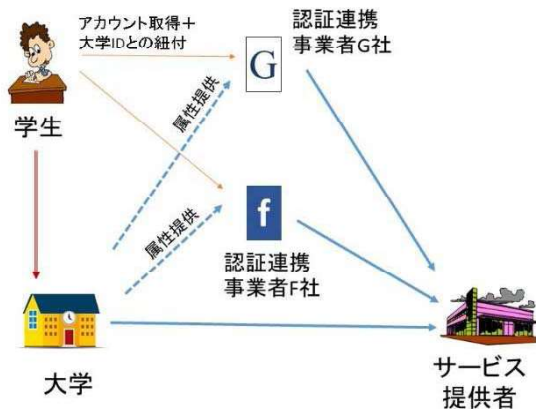 アカウント取得+
大学IDとの紐付
G
認証連携
事業者G社
学生
属性提供
属性提供
f
認証連携
事業者F社
大学
サービス
提供者